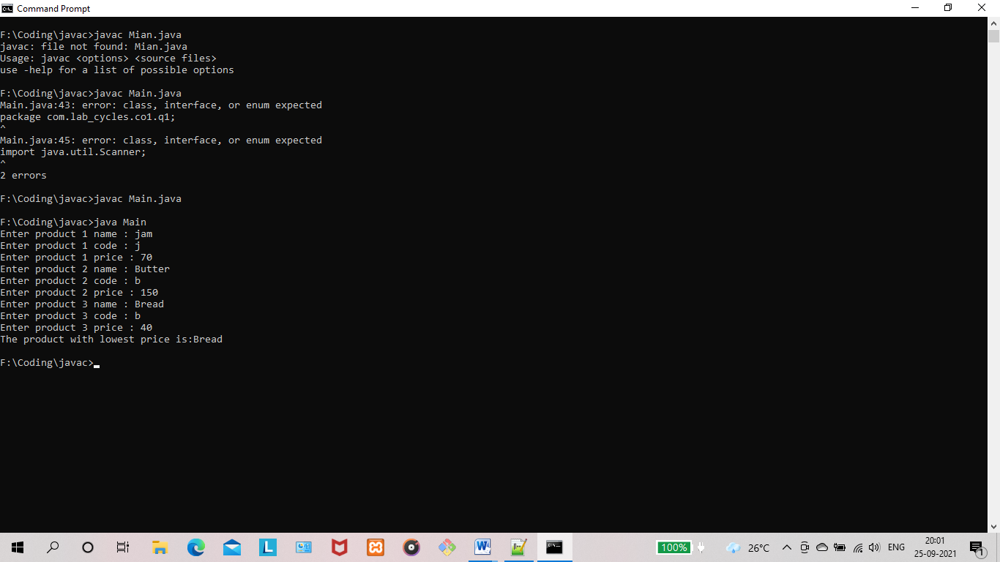 Command Prompt
F:\Coding\javac>javac Mian.java
javac: file not found: Mian.java
Usage: javac <options> <source files>
use -help for a list of possible options
F:\Coding\javac>javac Main.java
Main.java:43: error: class, interface, or enum expected
package com.lab_cycles.co1.q1;
^
Main.java:45: error: class, interface, or enum expected
import java.util.Scanner;
^
2 errors
F:\Coding\javac>javac Main.java
F:\Coding\javac>java Main
Enter product 1 name : jam
Enter product 1 code : j
Enter product 1 price : 70
Enter product 2 name : Butter
Enter product 2 code : b
Enter product 2 price : 150
Enter product 3 name : Bread
Enter product 3 code : b
Enter product 3 price : 40
The product with lowest price is:Bread
F:\Coding\javac>
100% 26°C ENG 20:01
25-09-2021 1